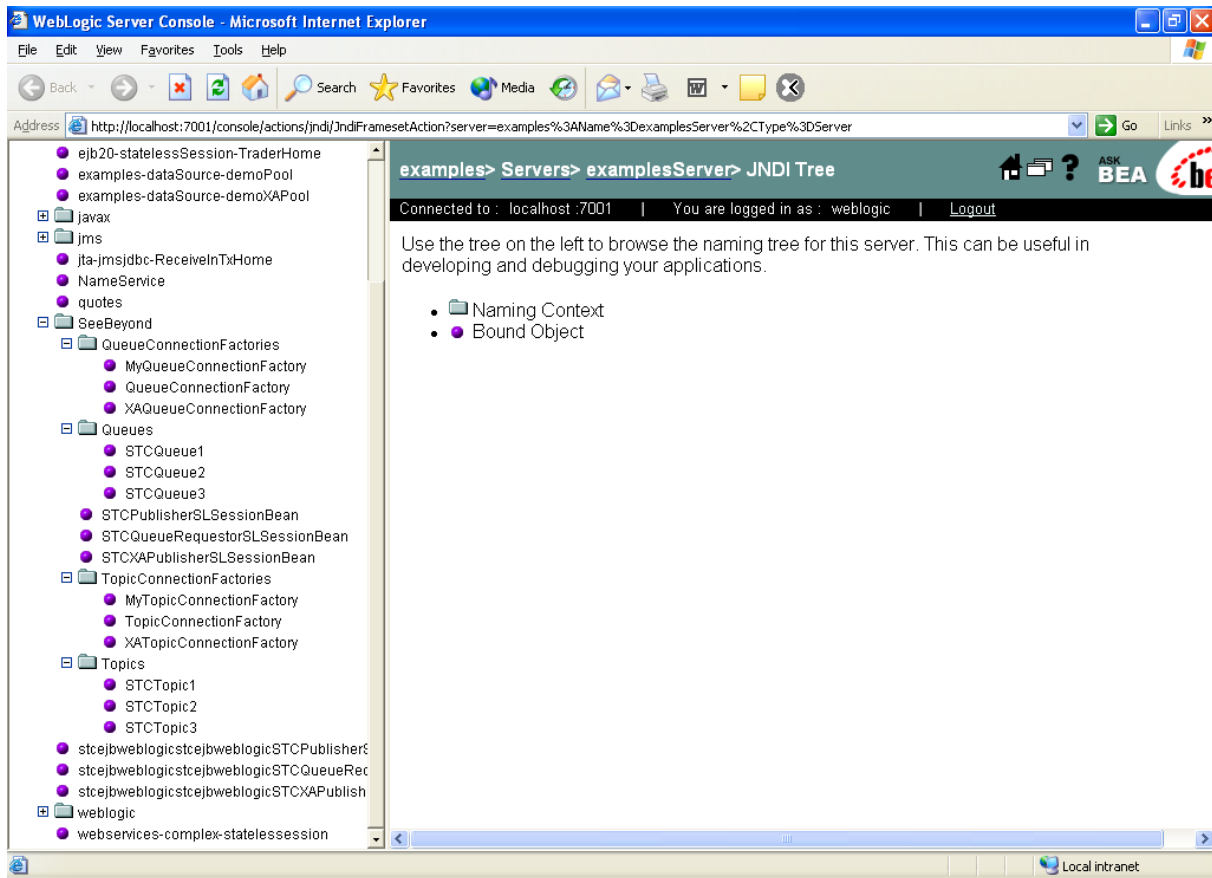 WebLogic Server Console - Microsoft Internet Explorer
File Edit View Favorites Tools Help
Back Search Favorites Media
Address http://localhost:7001/console/actions/jndi/JndiFramesetAction?server=examples%3AName%3DexamplesServer%2CType%3DServer Go Links »
ejb20-statelessSession-TraderHome
examples-dataSource-demoPool
examples-dataSource-demoXAPool
javax
jms
jta-jmsjdbc-ReceiveInTxHome
NameService
quotes
SeeBeyond
QueueConnectionFactories
MyQueueConnectionFactory
QueueConnectionFactory
XAQueueConnectionFactory
Queues
STCQueue1
STCQueue2
STCQueue3
STCPublisherSLSessionBean
STCQueueRequestorSLSessionBean
STCXAPublisherSLSessionBean
TopicConnectionFactories
MyTopicConnectionFactory
TopicConnectionFactory
XATopicConnectionFactory
Topics
STCTopic1
STCTopic2
STCTopic3
stcejbweblogicstcejbweblogicSTCPublisherS
stcejbweblogicstcejbweblogicSTCQueueRec
stcejbweblogicstcejbweblogicSTCXAPublish
weblogic
webservices-complex-statelessession
examples> Servers> examplesServer> JNDI Tree
? ASK
BEA
be
Connected to : localhost :7001 | You are logged in as : weblogic | Logout
Use the tree on the left to browse the naming tree for this server. This can be useful in
developing and debugging your applications.
• Naming Context
• Bound Object
Local intranet